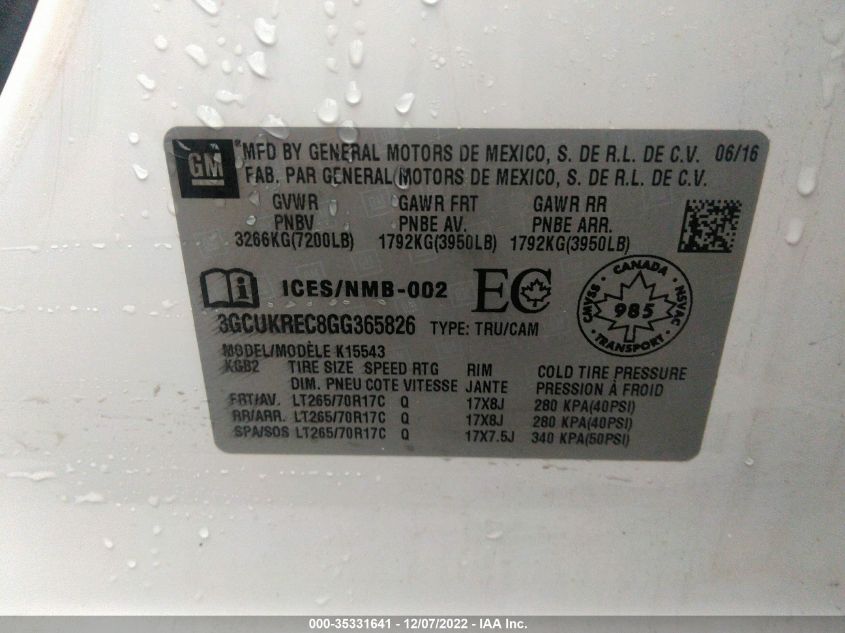 GM
MFD BY GENERAL MOTORS DE MEXICO, S. DE R.L. DE C.V. 06/16
FAB. PAR GENERAL MOTORS DE MEXICO, S. DE R.L. DE C.V.
GVWR GAWR FRT GAWR RR
PNBV PNBE AV. PNBE ARR.
3266KG(7200LB) 1792KG(3950LB) 1792KG(3950LB)
i ICES/NMB-002 EC
CANADA
CMVSS 985 NSVAC
TRANSPORT
3GCUKREC8GG365826 TYPE: TRU/CAM
MODEL/MODÈLE K15543
KGB2 TIRE SIZE SPEED RTG RIM COLD TIRE PRESSURE
DIM. PNEU COTE VITESSE JANTE PRESSION À FROID
FRT/AV. LT265/70R17C Q 17X8J 280 KPA(40PSI)
RR/ARR. LT265/70R17C Q 17X8J 280 KPA(40PSI)
SPA/SOS LT265/70R17C Q 17X7.5J 340 KPA(50PSI)
000-35331641 - 12/07/2022 - IAA Inc.